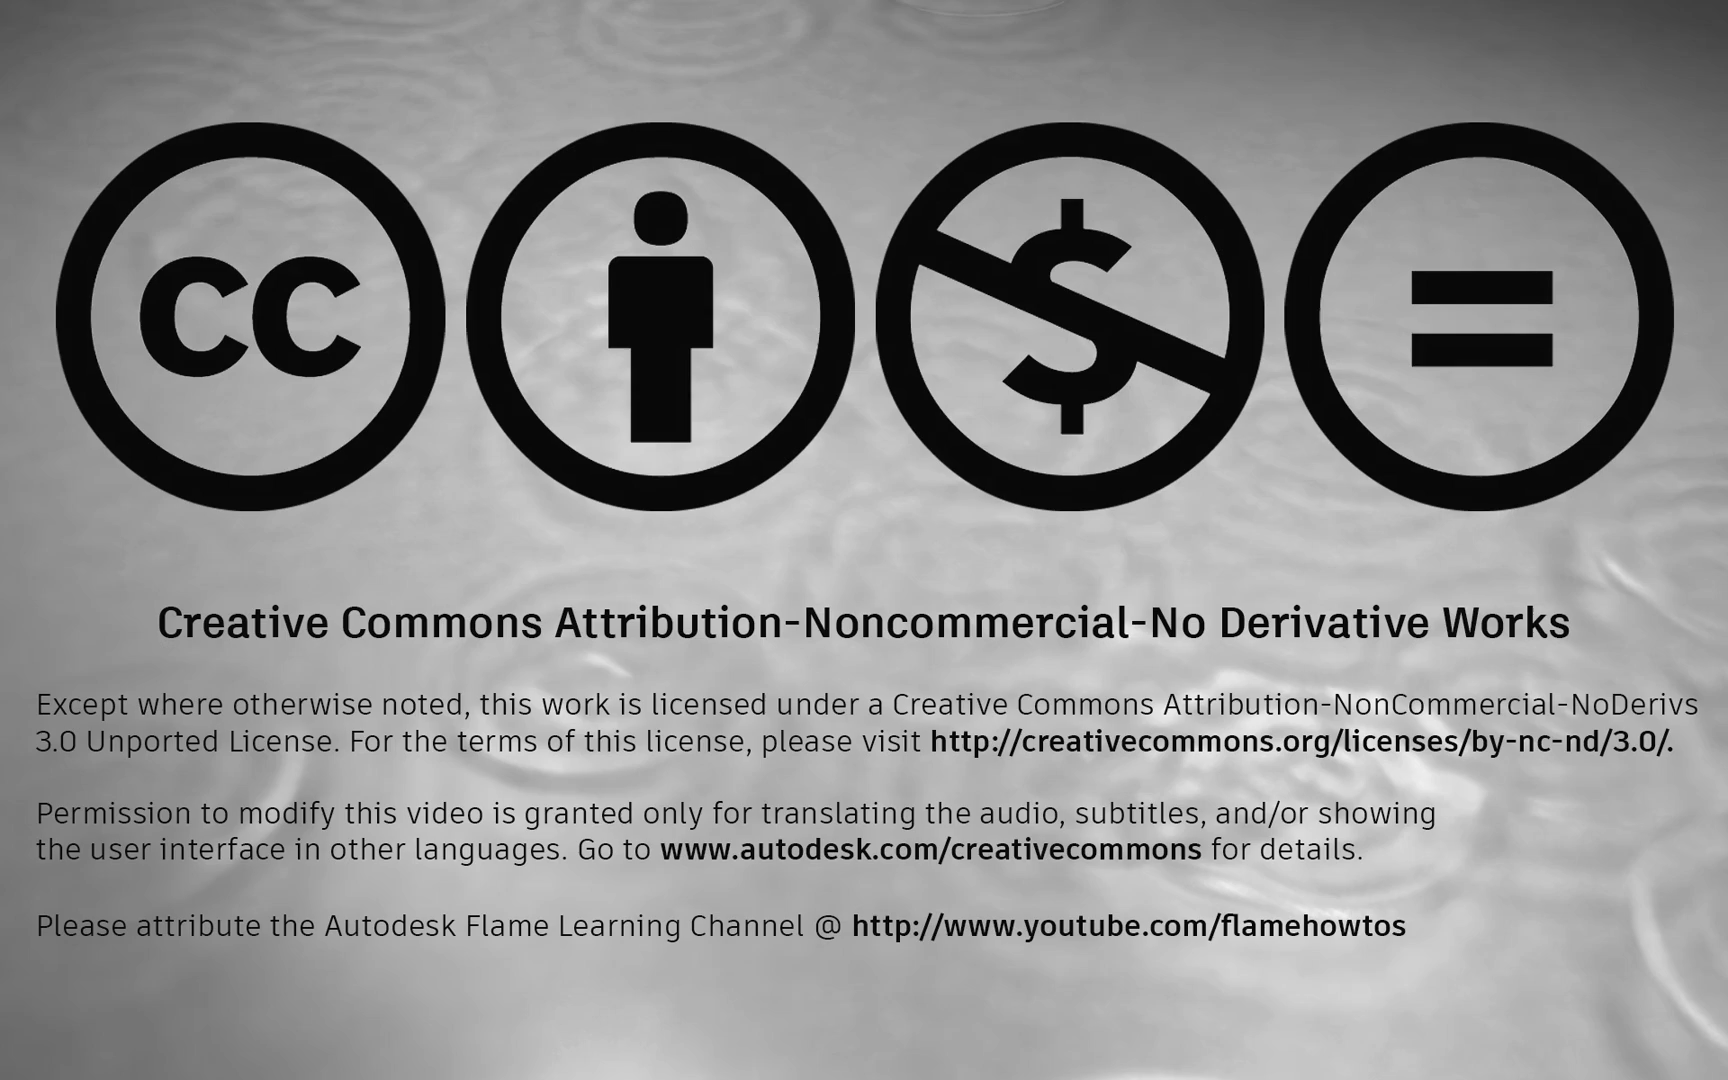 cc
$
=
Creative Commons Attribution-Noncommercial-No Derivative Works
Except where otherwise noted, this work is licensed under a Creative Commons Attribution-NonCommercial-NoDerivs
3.0 Unported License. For the terms of this license, please visit http://creativecommons.org/licenses/by-nc-nd/3.0/.
Permission to modify this video is granted only for translating the audio, subtitles, and/or showing
the user interface in other languages. Go to www.autodesk.com/creativecommons for details.
Please attribute the Autodesk Flame Learning Channel @ http://www.youtube.com/flamehowtos